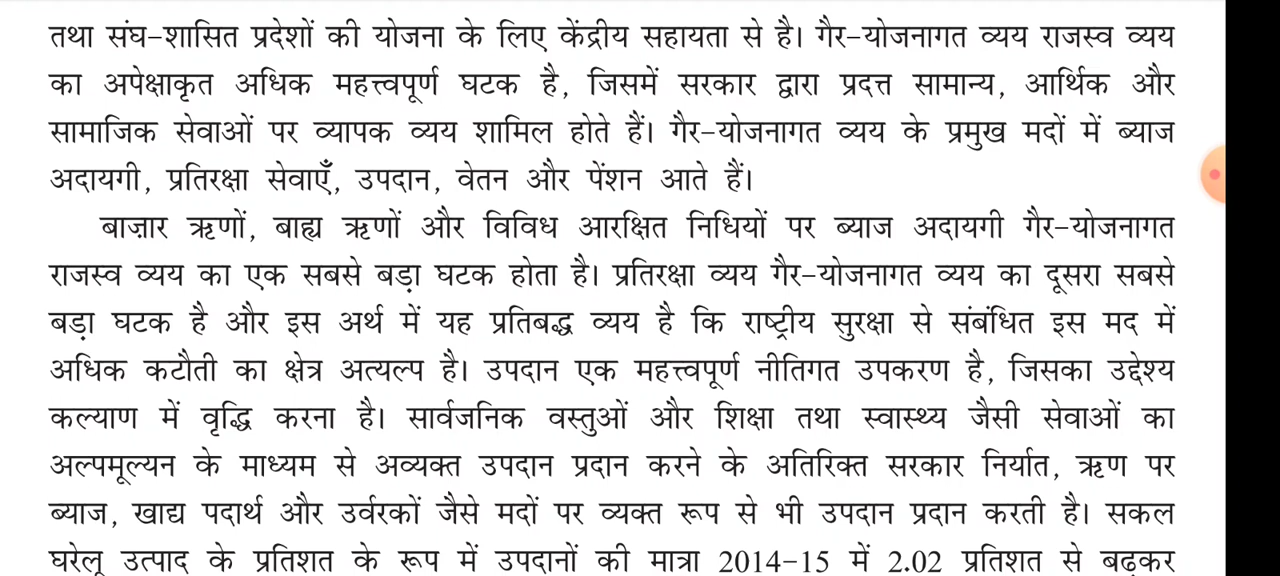 तथा संघ-शासित प्रदेशों की योजना के लिए केंद्रीय सहायता से है। गैर-योजनागत व्यय राजस्व व्यय
का अपेक्षाकृत अधिक महत्त्वपूर्ण घटक है, जिसमें सरकार द्वारा प्रदत्त सामान्य, आर्थिक और
सामाजिक सेवाओं पर व्यापक व्यय शामिल होते हैं। गैर-योजनागत व्यय के प्रमुख मदों में ब्याज
अदायगी, प्रतिरक्षा सेवाएँ, उपदान, वेतन और पेंशन आते हैं।
बाज़ार ऋणों, बाह्य ऋणों और विविध आरक्षित निधियों पर ब्याज अदायगी गैर-योजनागत
राजस्व व्यय का एक सबसे बड़ा घटक होता है। प्रतिरक्षा व्यय गैर-योजनागत व्यय का दूसरा सबसे
बड़ा घटक है और इस अर्थ में यह प्रतिबद्ध व्यय है कि राष्ट्रीय सुरक्षा से संबंधित इस मद में
अधिक कटौती का क्षेत्र अत्यल्प है। उपदान एक महत्त्वपूर्ण नीतिगत उपकरण है, जिसका उद्देश्य
कल्याण में वृद्धि करना है। सार्वजनिक वस्तुओं और शिक्षा तथा स्वास्थ्य जैसी सेवाओं का
अल्पमूल्यन के माध्यम से अव्यक्त उपदान प्रदान करने के अतिरिक्त सरकार निर्यात, ऋण पर
ब्याज, खाद्य पदार्थ और उर्वरकों जैसे मदों पर व्यक्त रूप से भी उपदान प्रदान करती है। सकल
घरेलू उत्पाद के प्रतिशत के रूप में उपदानों की मात्रा 2014-15 में 2.02 प्रतिशत से बढ़कर